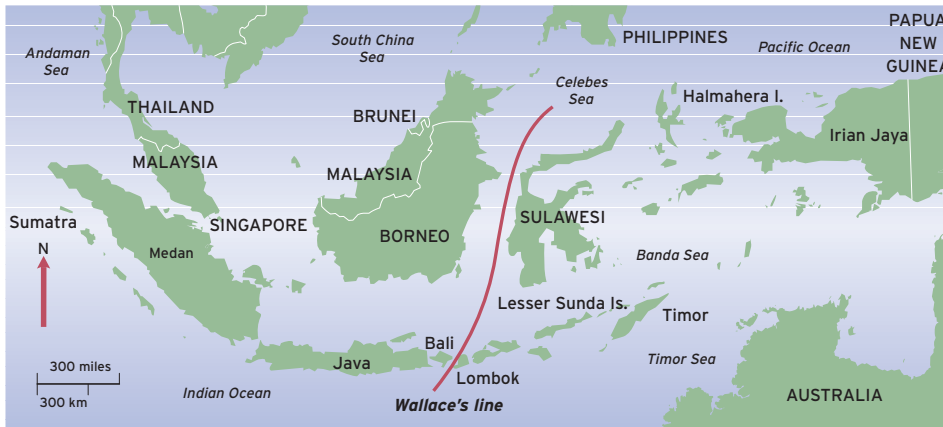 Andaman
Sea
South China
Sea
PHILIPPINES
Pacific Ocean
PAPUA
NEW
GUINEA
Celebes
Sea
Halmahera I.
THAILAND
BRUNEI
Irian Jaya
MALAYSIA
MALAYSIA
Sumatra
SINGAPORE
SULAWESI
BORNEO
N
Medan
Banda Sea
Lesser Sunda Is.
Timor
Bali
Java
Timor Sea
300 miles
300 km
Indian Ocean
Lombok
Wallace's line
AUSTRALIA